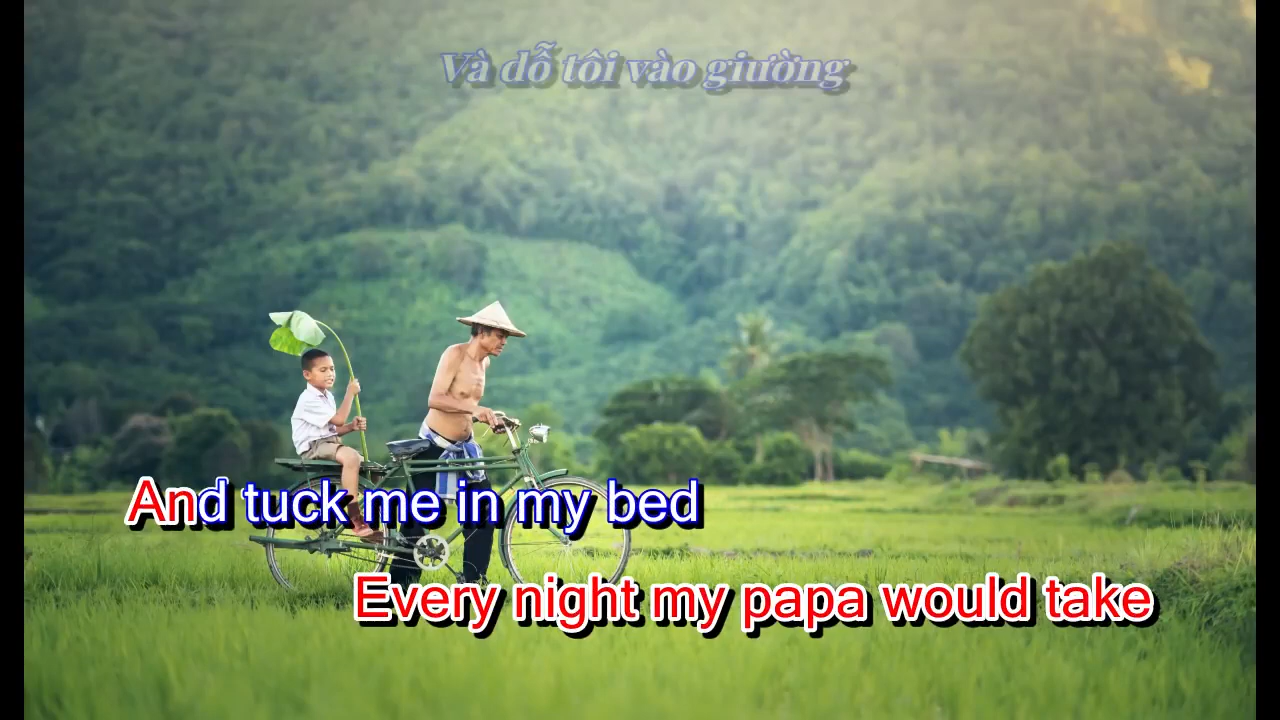 Và dỗ tôi vào giường
And tuck me in my bed
Every night my papa would take